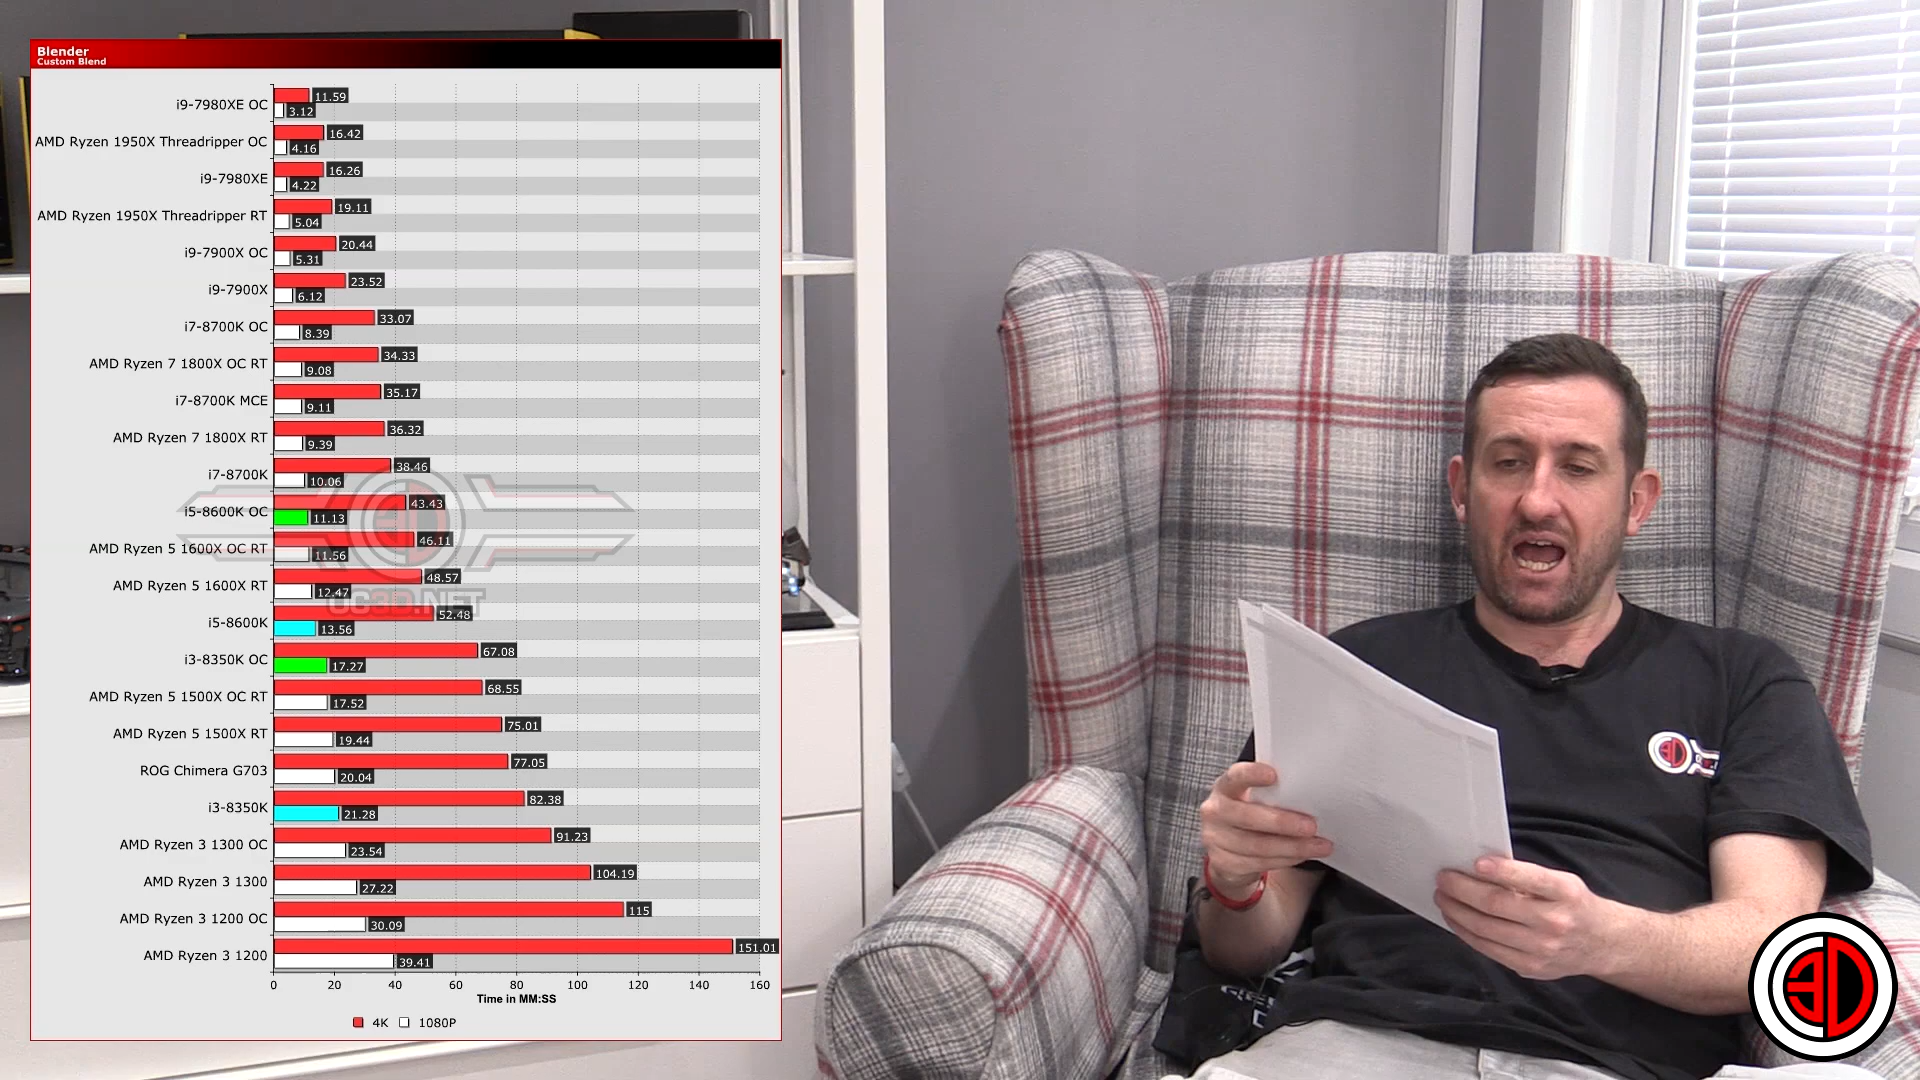 Blender
Custom Blend
i9-7980XE OC
11.59
3.12
AMD Ryzen 1950X Threadripper OC
16.42
4.16
i9-7980XE
16.26
4.22
AMD Ryzen 1950X Threadripper RT
19.11
5.04
i9-7900X OC
20.44
5.31
i9-7900X
23.52
6.12
i7-8700K OC
33.07
8.39
AMD Ryzen 7 1800X OC RT
34.33
9.08
i7-8700K MCE
35.17
9.11
AMD Ryzen 7 1800X RT
36.32
9.39
i7-8700K
38.46
10.06
i5-8600K OC
43.43
11.13
AMD Ryzen 5 1600X OC RT
46.11
11.56
AMD Ryzen 5 1600X RT
48.57
12.47
OC3D.NET
i5-8600K
52.48
13.56
i3-8350K OC
67.08
17.27
AMD Ryzen 5 1500X OC RT
68.55
17.52
AMD Ryzen 5 1500X RT
75.01
19.44
ROG Chimera G703
77.05
20.04
i3-8350K
82.38
21.28
AMD Ryzen 3 1300 OC
91.23
23.54
AMD Ryzen 3 1300
104.19
27.22
AMD Ryzen 3 1200 OC
115
30.09
AMD Ryzen 3 1200
151.01
39.41
0 20 40 60 80 100 120 140 160
Time in MM:SS
4K 1080P
3D